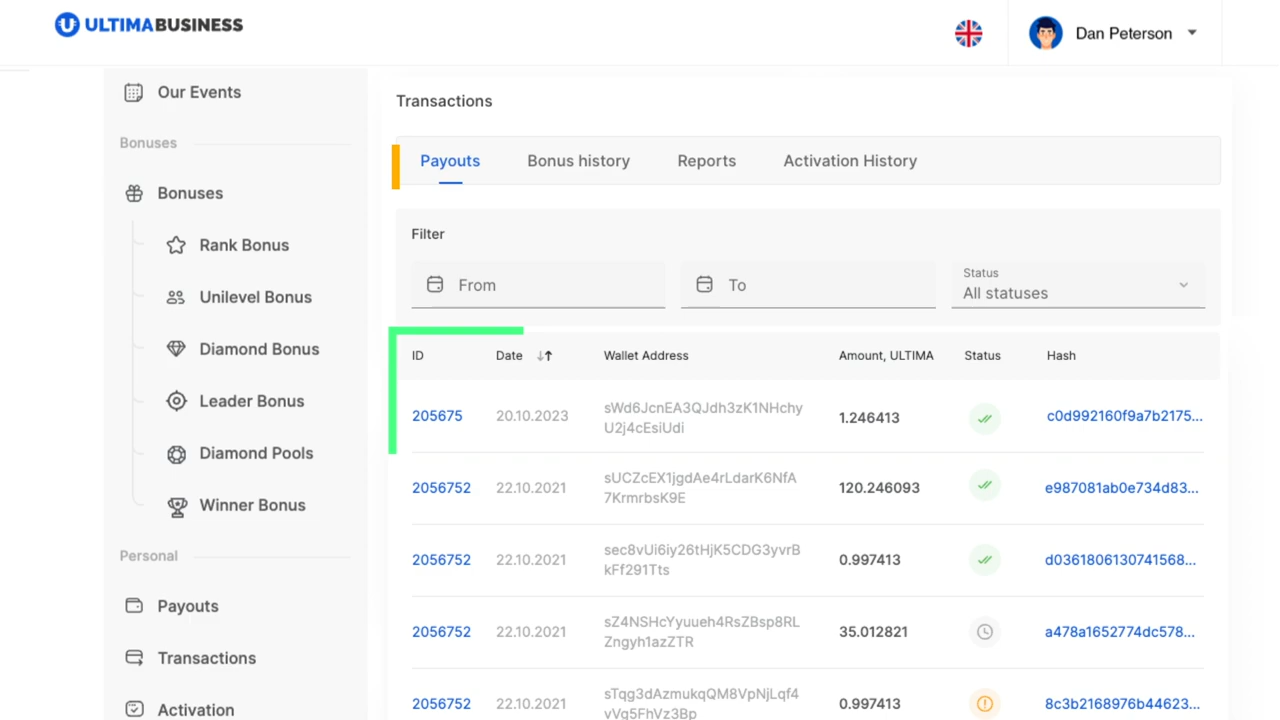 ULTIMABUSINESS
Dan Peterson
Our Events
Bonuses
Bonuses
Rank Bonus
Unilevel Bonus
Diamond Bonus
Leader Bonus
Diamond Pools
Winner Bonus
Personal
Payouts
Transactions
Activation
Transactions
Payouts Bonus history Reports Activation History
Filter
From To Status
All statuses
ID Date Wallet Address Amount, ULTIMA Status Hash
205675 20.10.2023 sWd6JcnEA3QJdh3zK1NHchy 1.246413 c0d992160f9a7b2175...
U2j4cEsiUdi
2056752 22.10.2021 sUCZcEX1jgdAe4rLdarK6NfA 120.246093 e987081ab0e734d83...
7KrmrbsK9E
2056752 22.10.2021 sec8vUi6iy26tHjK5CDG3yvrB 0.997413 d0361806130741568...
kFf291Tts
2056752 22.10.2021 sZ4NSHcYyuueh4RsZBsp8RL 35.012821 a478a1652774dc578...
Zngyh1azZTR
2056752 22.10.2021 sTqg3dAzmukqQM8VpNjLqf4 0.997413 8c3b2168976b44623...
vVg5FhVz3Bp